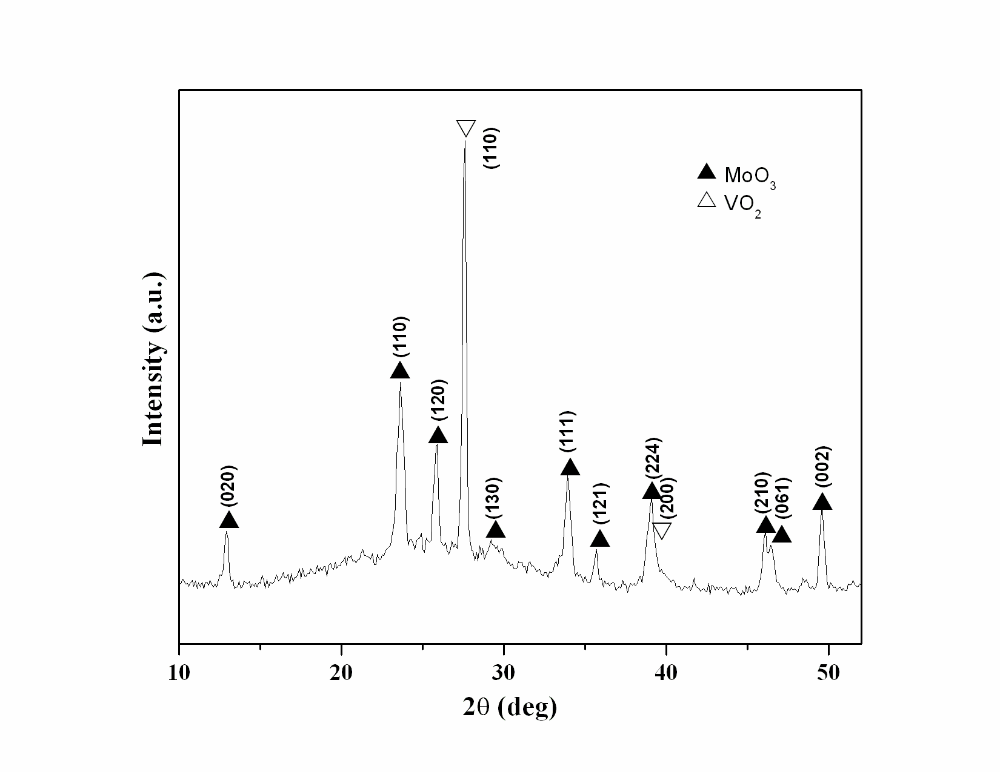 (110)
▲ MoO₃
△ VO₂
(110)
(120)
(111)
(224)
(002)
(020)
(130)
(121)
(200)
(210)
(061)
Intensity (a.u.)
10 20 30 40 50
2θ (deg)